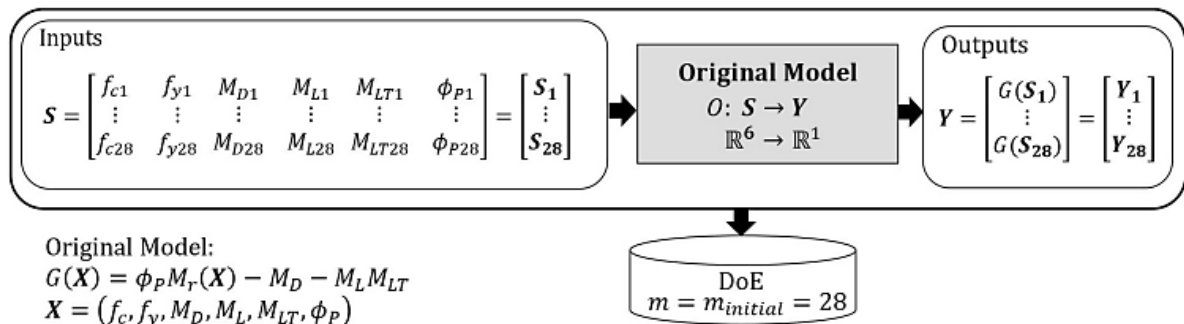 Inputs
S = [f_c1 f_y1 M_D1 M_L1 M_LT1 ϕ_P1
⋮ ⋮ ⋮ ⋮ ⋮ ⋮
f_c28 f_y28 M_D28 M_L28 M_LT28 ϕ_P28] = [S_1 ⋮ S_28]
Original Model
O: S → Y
ℝ^6 → ℝ^1
Outputs
Y = [G(S_1) ⋮ G(S_28)] = [Y_1 ⋮ Y_28]
Original Model:
G(X) = ϕ_P M_r(X) − M_D − M_L M_LT
X = (f_c, f_y, M_D, M_L, M_LT, ϕ_P)
DoE
m = m_initial = 28